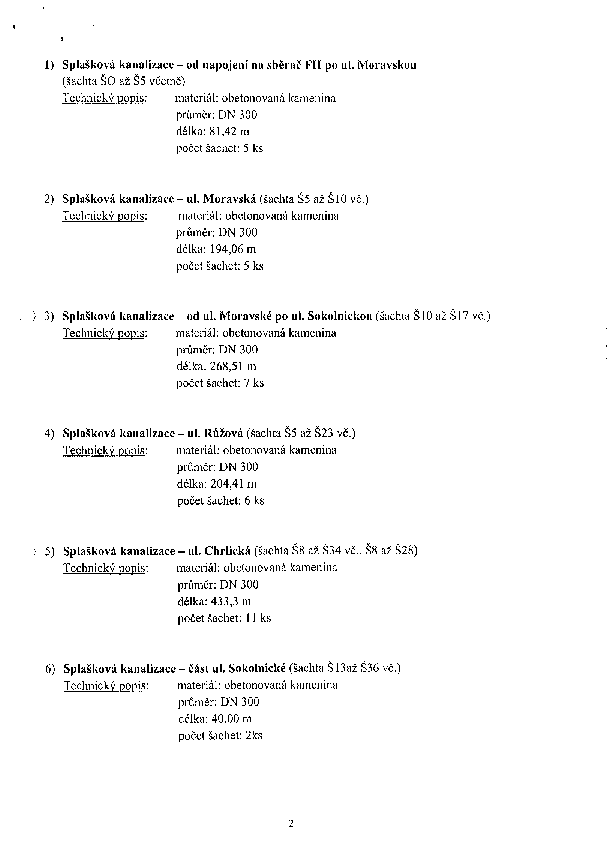 1) Splašková kanalizace – od napojení na sběrač FII po ul. Moravskou
(šachta ŠO až Š5 včetně)
Technický popis: materiál: obetonovaná kamenina
průměr: DN 300
délka: 81,42 m
počet šachet: 5 ks
2) Splašková kanalizace – ul. Moravská (šachta Š5 až Š10 vč.)
Technický popis: materiál: obetonovaná kamenina
průměr: DN 300
délka: 194,06 m
počet šachet: 5 ks
3) Splašková kanalizace – od ul. Moravské po ul. Sokolnickou (šachta Š10 až Š17 vč.)
Technický popis: materiál: obetonovaná kamenina
průměr: DN 300
délka: 268,51 m
počet šachet: 7 ks
4) Splašková kanalizace – ul. Růžová (šachta Š5 až Š23 vč.)
Technický popis: materiál: obetonovaná kamenina
průměr: DN 300
délka: 204,41 m
počet šachet: 6 ks
5) Splašková kanalizace – ul. Chrlická (šachta Š8 až Š34 vč., Š8 až Š28)
Technický popis: materiál: obetonovaná kamenina
průměr: DN 300
délka: 433,3 m
počet šachet: 11 ks
6) Splašková kanalizace – část ul. Sokolnické (šachta Š13až Š36 vč.)
Technický popis: materiál: obetonovaná kamenina
průměr: DN 300
délka: 40,00 m
počet šachet: 2ks
2